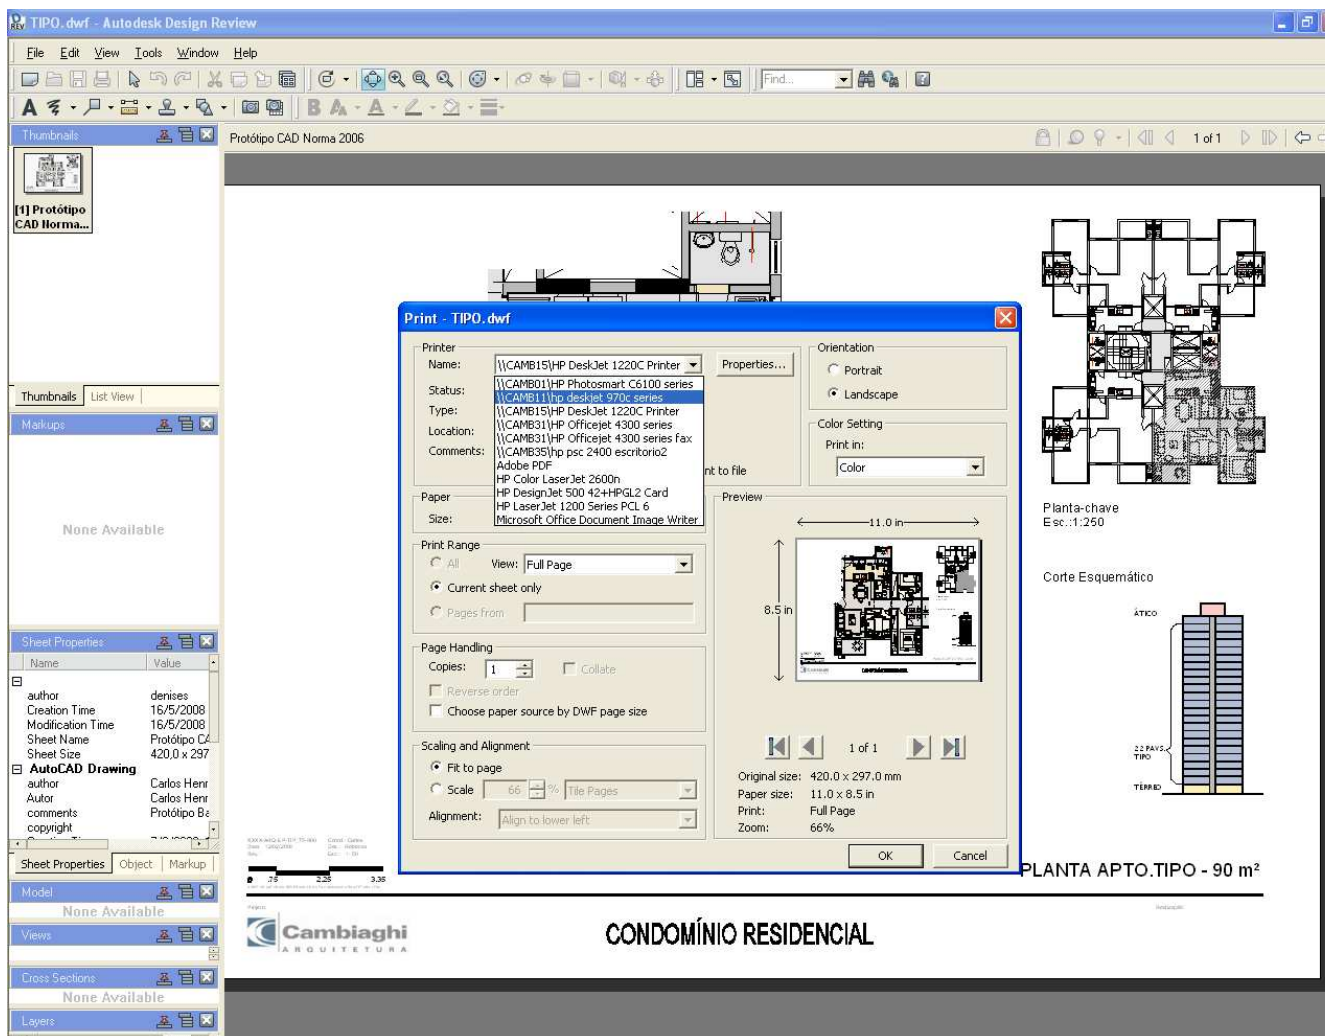 TIPO.dwf - Autodesk Design Review
File Edit View Tools Window Help
Find...
Thumbnails
Protótipo CAD Norma 2006
1 of 1
[1] Protótipo
CAD Norma...
Thumbnails List View
Markups
None Available
Sheet Properties
Name Value
author denises
Creation Time 16/5/2008
Modification Time 16/5/2008
Sheet Name Protótipo CA
Sheet Size 420,0 x 297
AutoCAD Drawing
author Carlos Henr
Autor Carlos Henr
comments Protótipo Ba
copyright
Sheet Properties Object Markup
Model
None Available
Views
Cross Sections
None Available
Layers
Print - TIPO.dwf
Printer
Name: \\CAMB15\HP DeskJet 1220C Printer Properties...
Status:
Type:
Location:
Comments:
\\CAMB01\HP Photosmart C6100 series
\\CAMB11\hp deskjet 970c series
\\CAMB15\HP DeskJet 1220C Printer
\\CAMB31\HP Officejet 4300 series
\\CAMB31\HP Officejet 4300 series fax
\\CAMB35\hp psc 2400 escritorio2
Adobe PDF
HP Color LaserJet 2600n
HP DesignJet 500 42+HPGL2 Card
HP LaserJet 1200 Series PCL 6
Microsoft Office Document Image Writer
nt to file
Orientation
Portrait
Landscape
Color Setting
Print in:
Color
Paper
Size:
Print Range
All View: Full Page
Current sheet only
Pages from
Page Handling
Copies: 1 Collate
Reverse order
Choose paper source by DWF page size
Scaling and Alignment
Fit to page
Scale 66 % Tile Pages
Alignment: Align to lower left
Preview
11.0 in
8.5 in
1 of 1
Original size: 420.0 x 297.0 mm
Paper size: 11.0 x 8.5 in
Print: Full Page
Zoom: 66%
OK Cancel
Planta-chave
Esc.:1:250
Corte Esquemático
ÁTICO
22 PAVS.
TIPO
TÉRREO
0 .75 2.25 3.35
PLANTA APTO.TIPO - 90 m²
Cambiaghi
ARQUITETURA
CONDOMÍNIO RESIDENCIAL